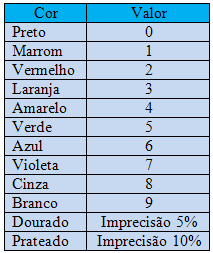 Cor Valor
Preto 0
Marrom 1
Vermelho 2
Laranja 3
Amarelo 4
Verde 5
Azul 6
Violeta 7
Cinza 8
Branco 9
Dourado Imprecisão 5%
Prateado Imprecisão 10%